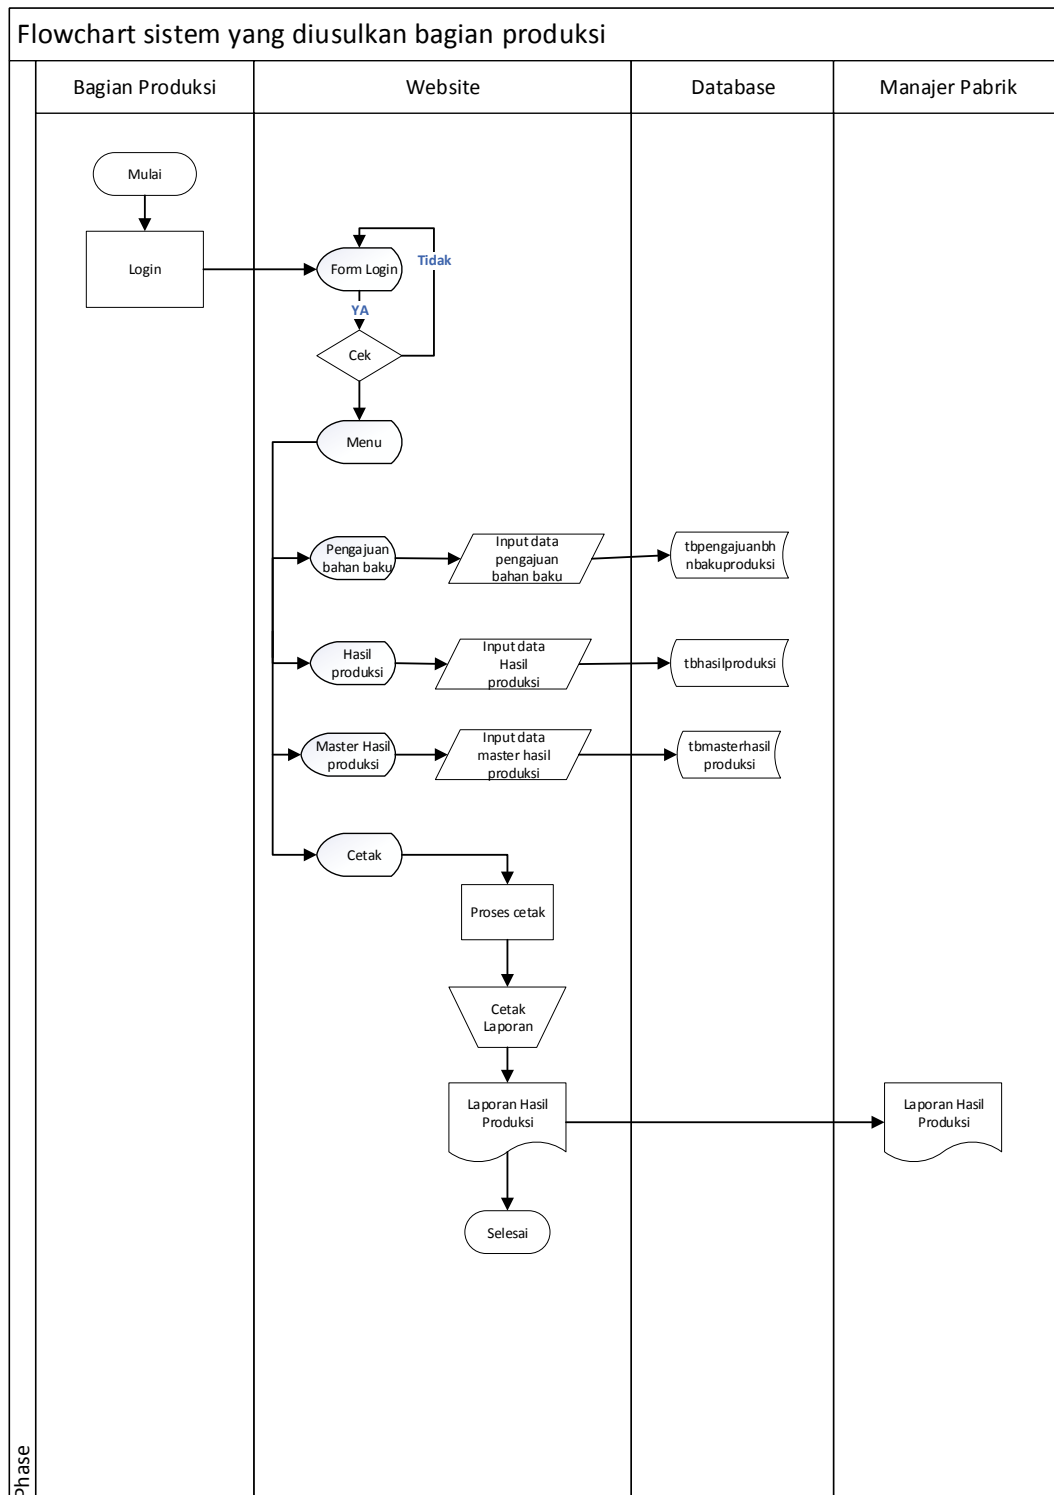 Flowchart sistem yang diusulkan bagian produksi
Bagian Produksi
Website
Database
Manajer Pabrik
Mulai
Login
Form Login
Tidak
YA
Cek
Menu
Pengajuan
bahan baku
Input data
pengajuan
bahan baku
tbpengajuanbh
nbakuproduksi
Hasil
produksi
Input data
Hasil
produksi
tbhasilproduksi
Master Hasil
produksi
Input data
master hasil
produksi
tbmasterhasil
produksi
Cetak
Proses cetak
Cetak
Laporan
Laporan Hasil
Produksi
Laporan Hasil
Produksi
Selesai
Phase